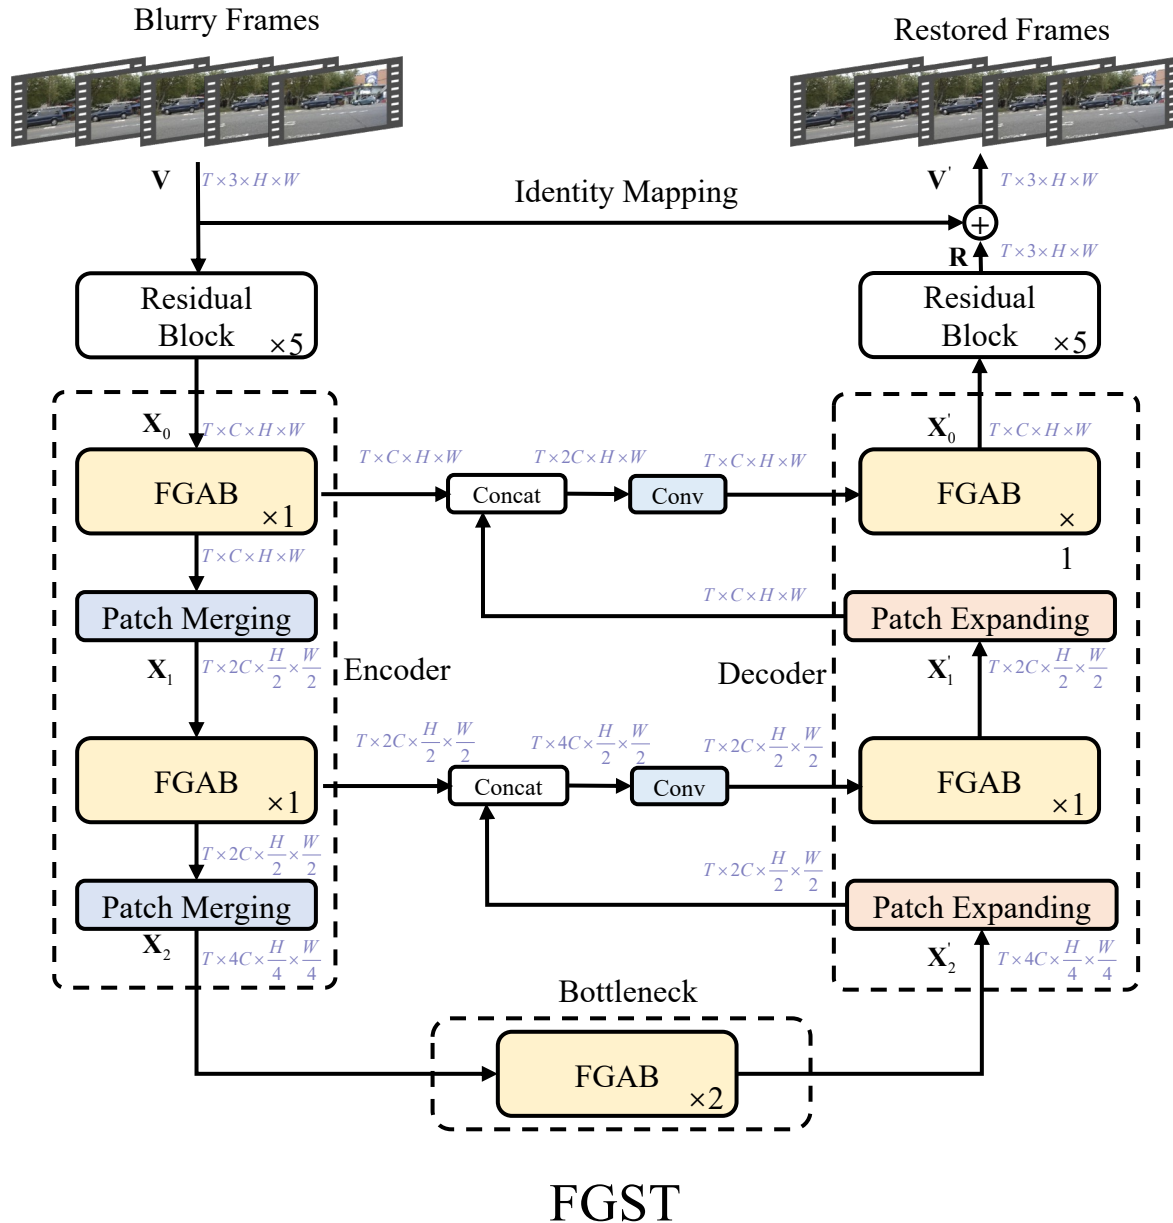 Blurry Frames
Restored Frames
V T×3×H×W
V' T×3×H×W
Identity Mapping
+
R T×3×H×W
Residual
Block
×5
Residual
Block
×5
X₀ T×C×H×W
X₀' T×C×H×W
FGAB
×1
T×C×H×W
Concat
T×2C×H×W
Conv
T×C×H×W
FGAB
×
1
T×C×H×W
T×C×H×W
Patch Merging
Patch Expanding
X₁ T×2C×H/2×W/2
Encoder
Decoder
X₁' T×2C×H/2×W/2
FGAB
×1
T×2C×H/2×W/2
Concat
T×4C×H/2×W/2
Conv
T×2C×H/2×W/2
FGAB
×1
T×2C×H/2×W/2
T×2C×H/2×W/2
Patch Merging
Patch Expanding
X₂ T×4C×H/4×W/4
X₂' T×4C×H/4×W/4
Bottleneck
FGAB
×2
FGST